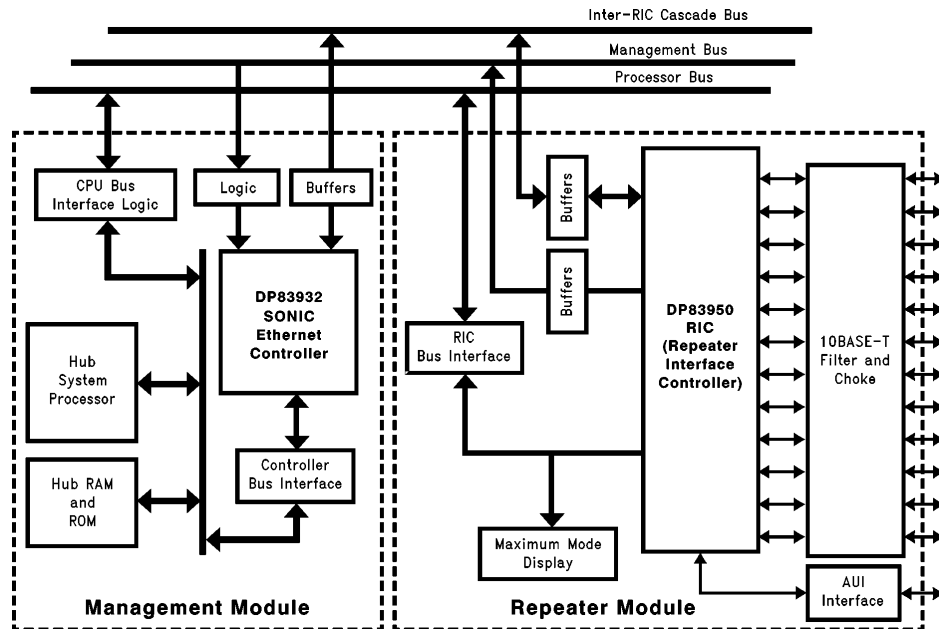 Inter-RIC Cascade Bus
Management Bus
Processor Bus
CPU Bus
Interface Logic
Logic
Buffers
DP83932
SONIC
Ethernet
Controller
Hub
System
Processor
Hub RAM
and
ROM
Controller
Bus Interface
Management Module
Buffers
Buffers
RIC
Bus Interface
DP83950
RIC
(Repeater
Interface
Controller)
10BASE-T
Filter and
Choke
Maximum Mode
Display
AUI
Interface
Repeater Module